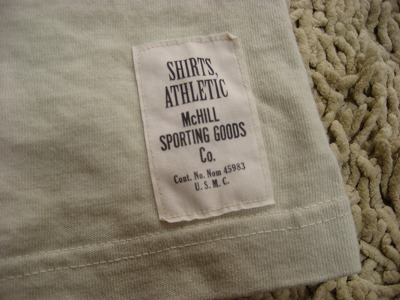 SHIRTS,
ATHLETIC
McHILL
SPORTING GOODS
Co.
Cont. No. Nom 45983
U.S.M.C.